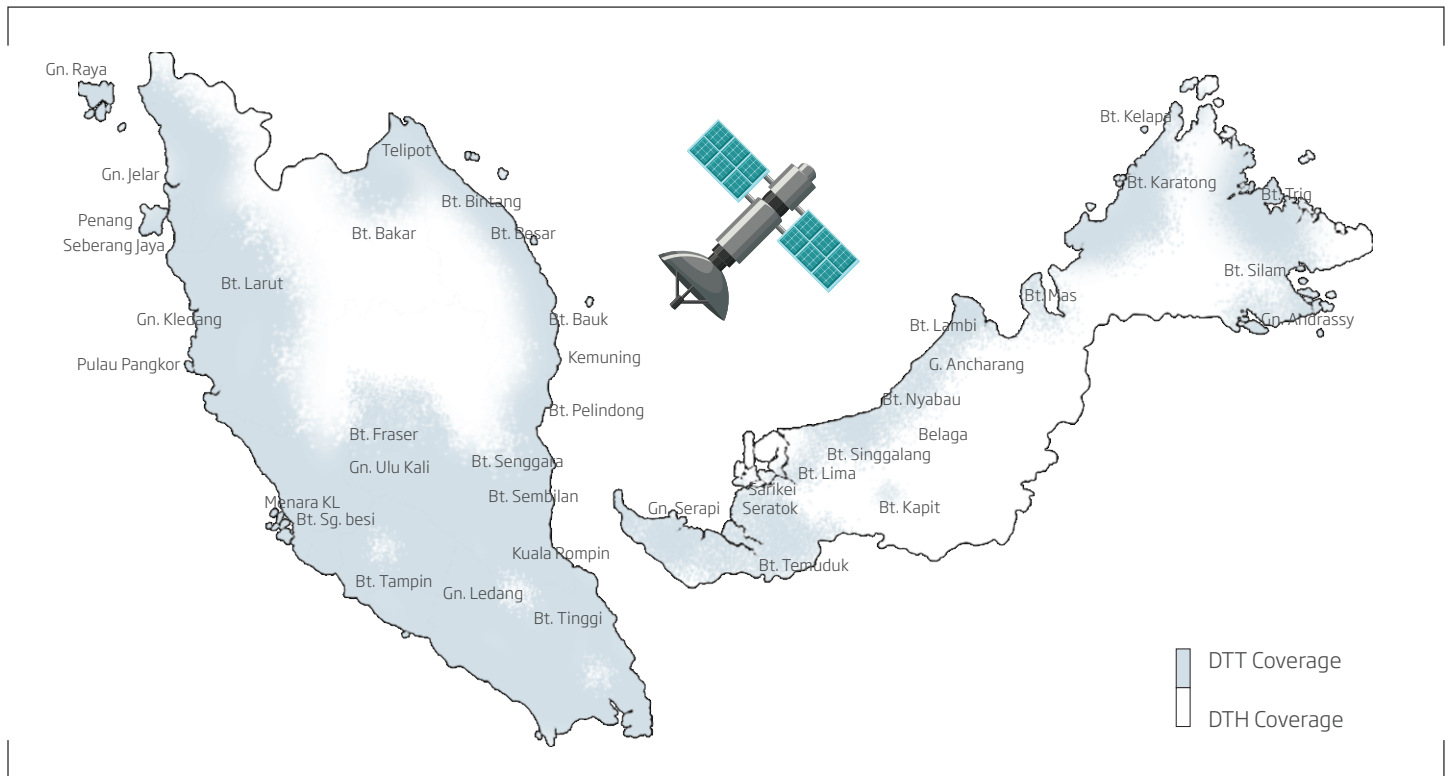 Gn. Raya
Telipot
Gn. Jelar
Bt. Bintang
Penang
Bt. Bakar
Bt. Besar
Seberang Jaya
Bt. Larut
Gn. Kledang
Bt. Bauk
Pulau Pangkor
Kemuning
Bt. Pelindong
Bt. Fraser
Gn. Ulu Kali
Bt. Senggara
Bt. Sembilan
Menara KL
Bt. Sg. besi
Kuala Rompin
Bt. Tampin
Gn. Ledang
Bt. Tinggi
Bt. Kelapa
Bt. Karatong
Bt. Trig
Bt. Silam
Bt. Mas
Gn. Andrassy
Bt. Lambi
G. Ancharang
Bt. Nyabau
Belaga
Bt. Singgalang
Bt. Lima
Sarikei
Gn. Serapi
Seratok
Bt. Kapit
Bt. Temuduk
DTT Coverage
DTH Coverage